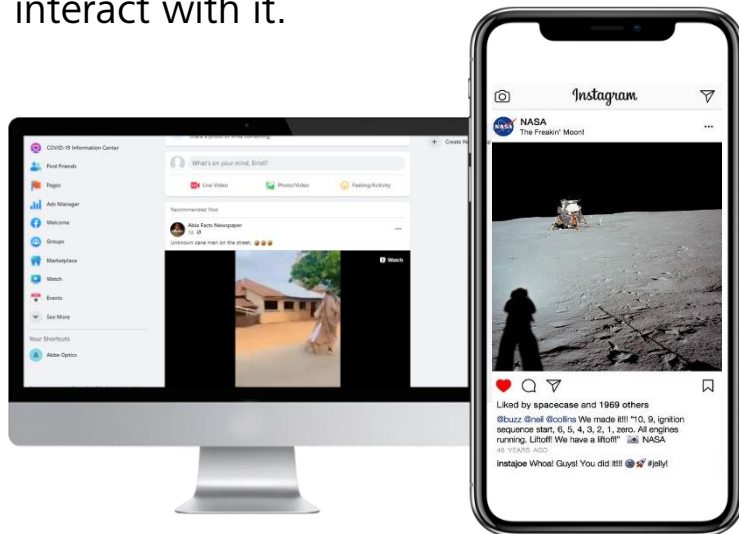 interact with it.
COVID-19 Information Center
Find Friends
Pages
Ads Manager
Welcome
Groups
Marketplace
Watch
Events
See More
Your Shortcuts
A Abbe Optics
What's on your mind, Ernst?
Live Video
Photo/Video
Feeling/Activity
Recommended Post
Abia Facts Newspaper
1d
Unknown cane men on the street.
Watch
+ Create
Instagram
NASA
NASA
The Freakin' Moon!
Liked by spacecase and 1969 others
@buzz @neil @collins We made it!!! "10, 9, ignition
sequence start, 6, 5, 4, 3, 2, 1, zero. All engines
running. Liftoff! We have a liftoff!" NASA
48 YEARS AGO
instajoe Whoa! Guys! You did it!!! #jelly!